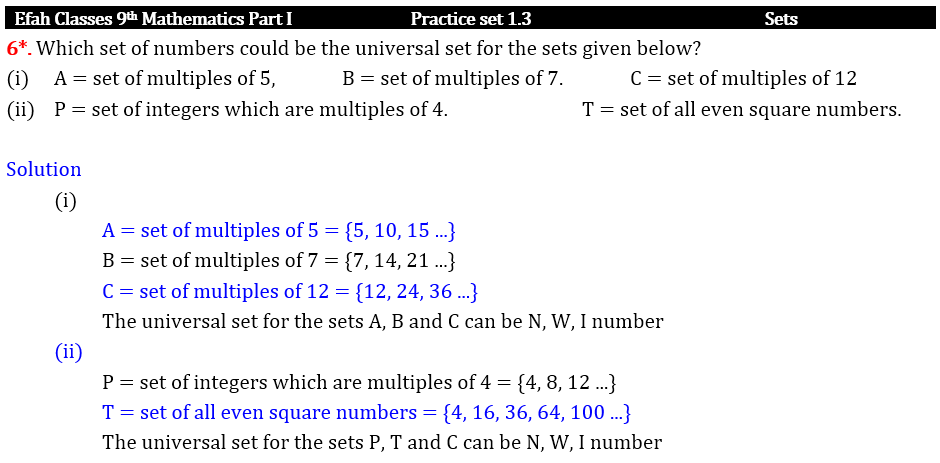 Efah Classes 9th Mathematics Part I Practice set 1.3 Sets
6*. Which set of numbers could be the universal set for the sets given below?
(i) A = set of multiples of 5, B = set of multiples of 7. C = set of multiples of 12
(ii) P = set of integers which are multiples of 4. T = set of all even square numbers.
Solution
(i)
A = set of multiples of 5 = {5, 10, 15 ...}
B = set of multiples of 7 = {7, 14, 21 ...}
C = set of multiples of 12 = {12, 24, 36 ...}
The universal set for the sets A, B and C can be N, W, I number
(ii)
P = set of integers which are multiples of 4 = {4, 8, 12 ...}
T = set of all even square numbers = {4, 16, 36, 64, 100 ...}
The universal set for the sets P, T and C can be N, W, I number